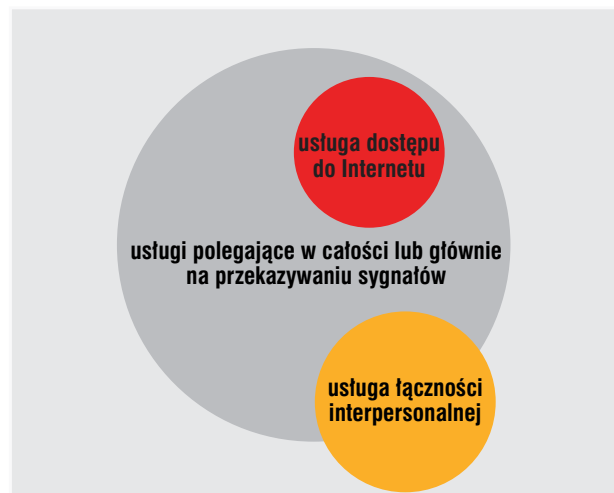 usługa dostępu
do Internetu
usługi polegające w całości lub głównie
na przekazywaniu sygnałów
usługa łączności
interpersonalnej